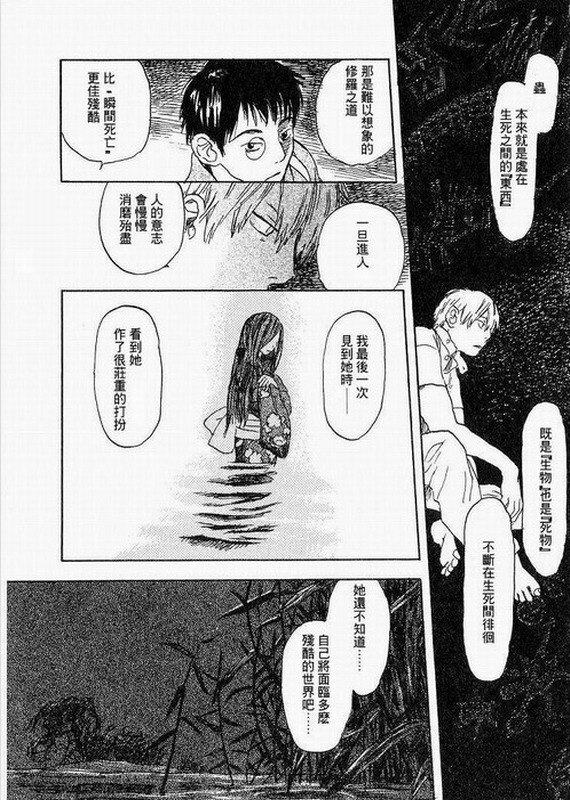 蟲
本來就是處在
生死之間的『東西』
既是『生物』也是『死物』
不斷在生死間徘徊
那是難以想象的
修羅之道
比"瞬間死亡"
更佳殘酷
一旦進人
人的意志
會慢慢
消磨殆盡
我最後一次
見到她時──
看到她
作了很莊重的打扮
她還不知道……
自己將面臨多麽
殘酷的世界吧……